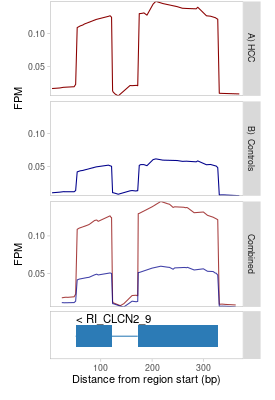 0.10
0.05
A) HCC
FPM
0.10
0.05
B) Controls
0.10
0.05
FPM
Combined
< RI_CLCN2_9
100
200
300
Distance from region start (bp)